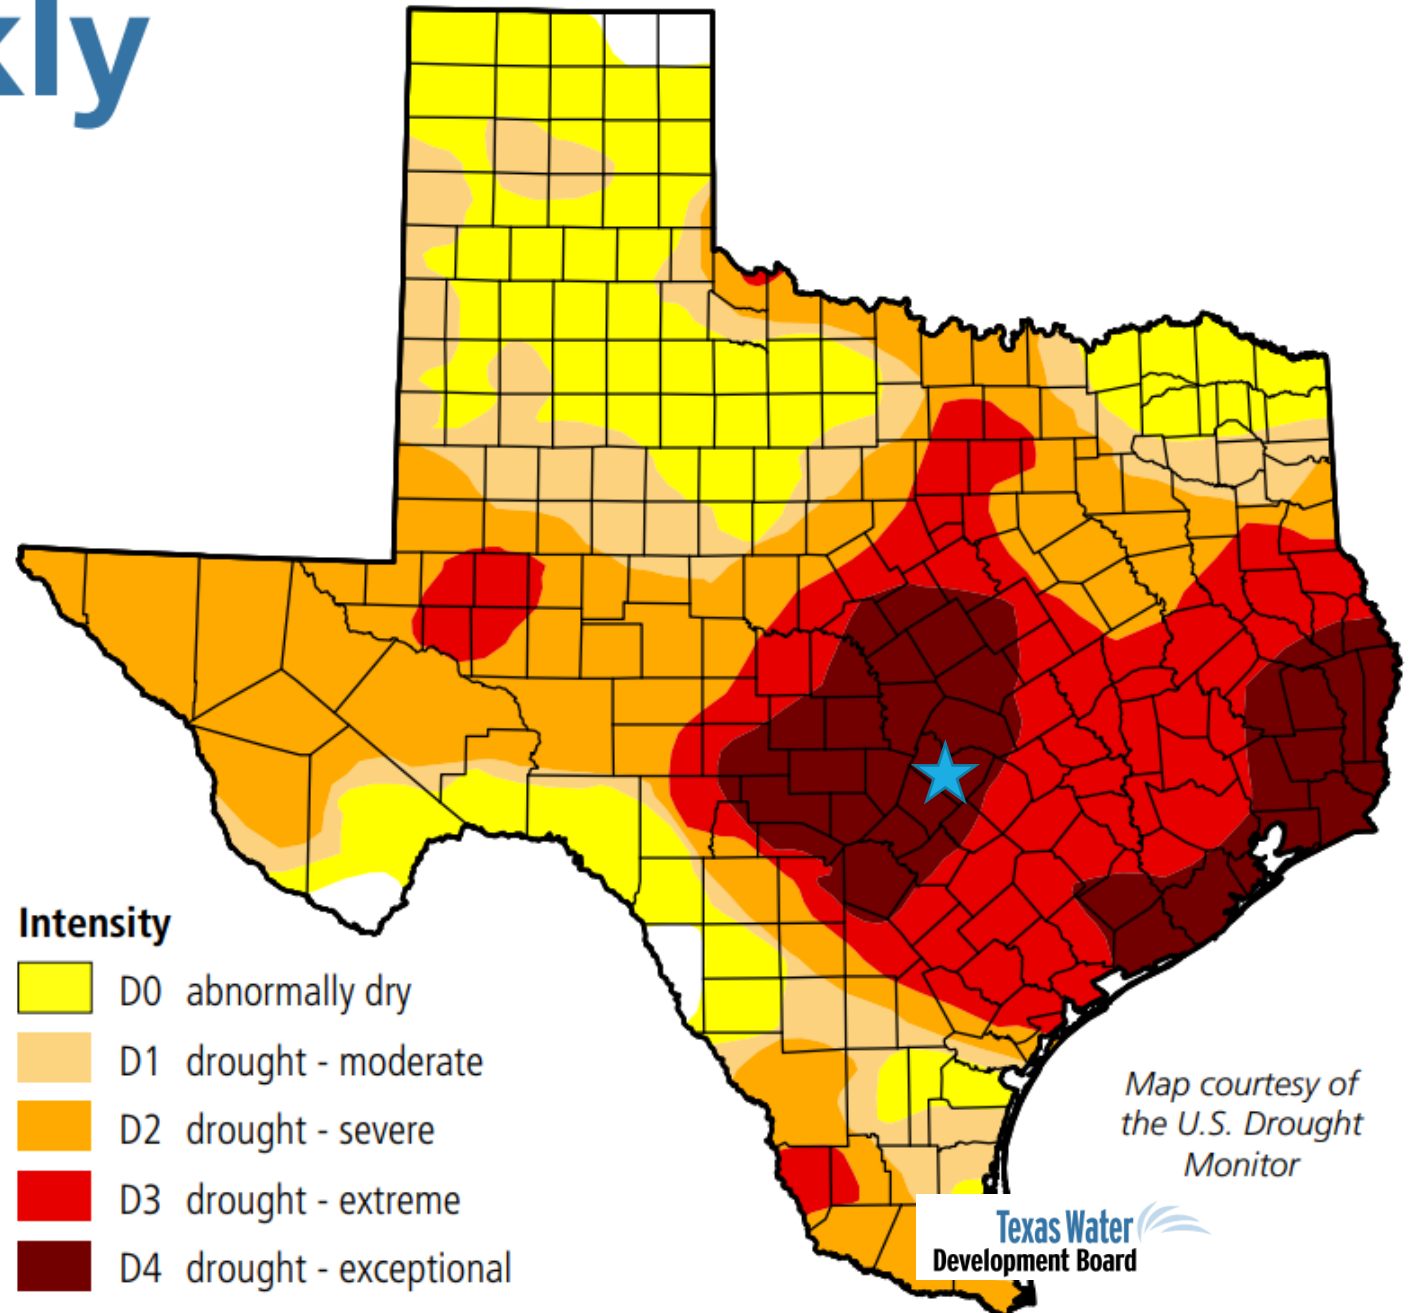 kly
Intensity
D0 abnormally dry
D1 drought - moderate
D2 drought - severe
D3 drought - extreme
D4 drought - exceptional
Map courtesy of
the U.S. Drought
Monitor
Texas Water
Development Board